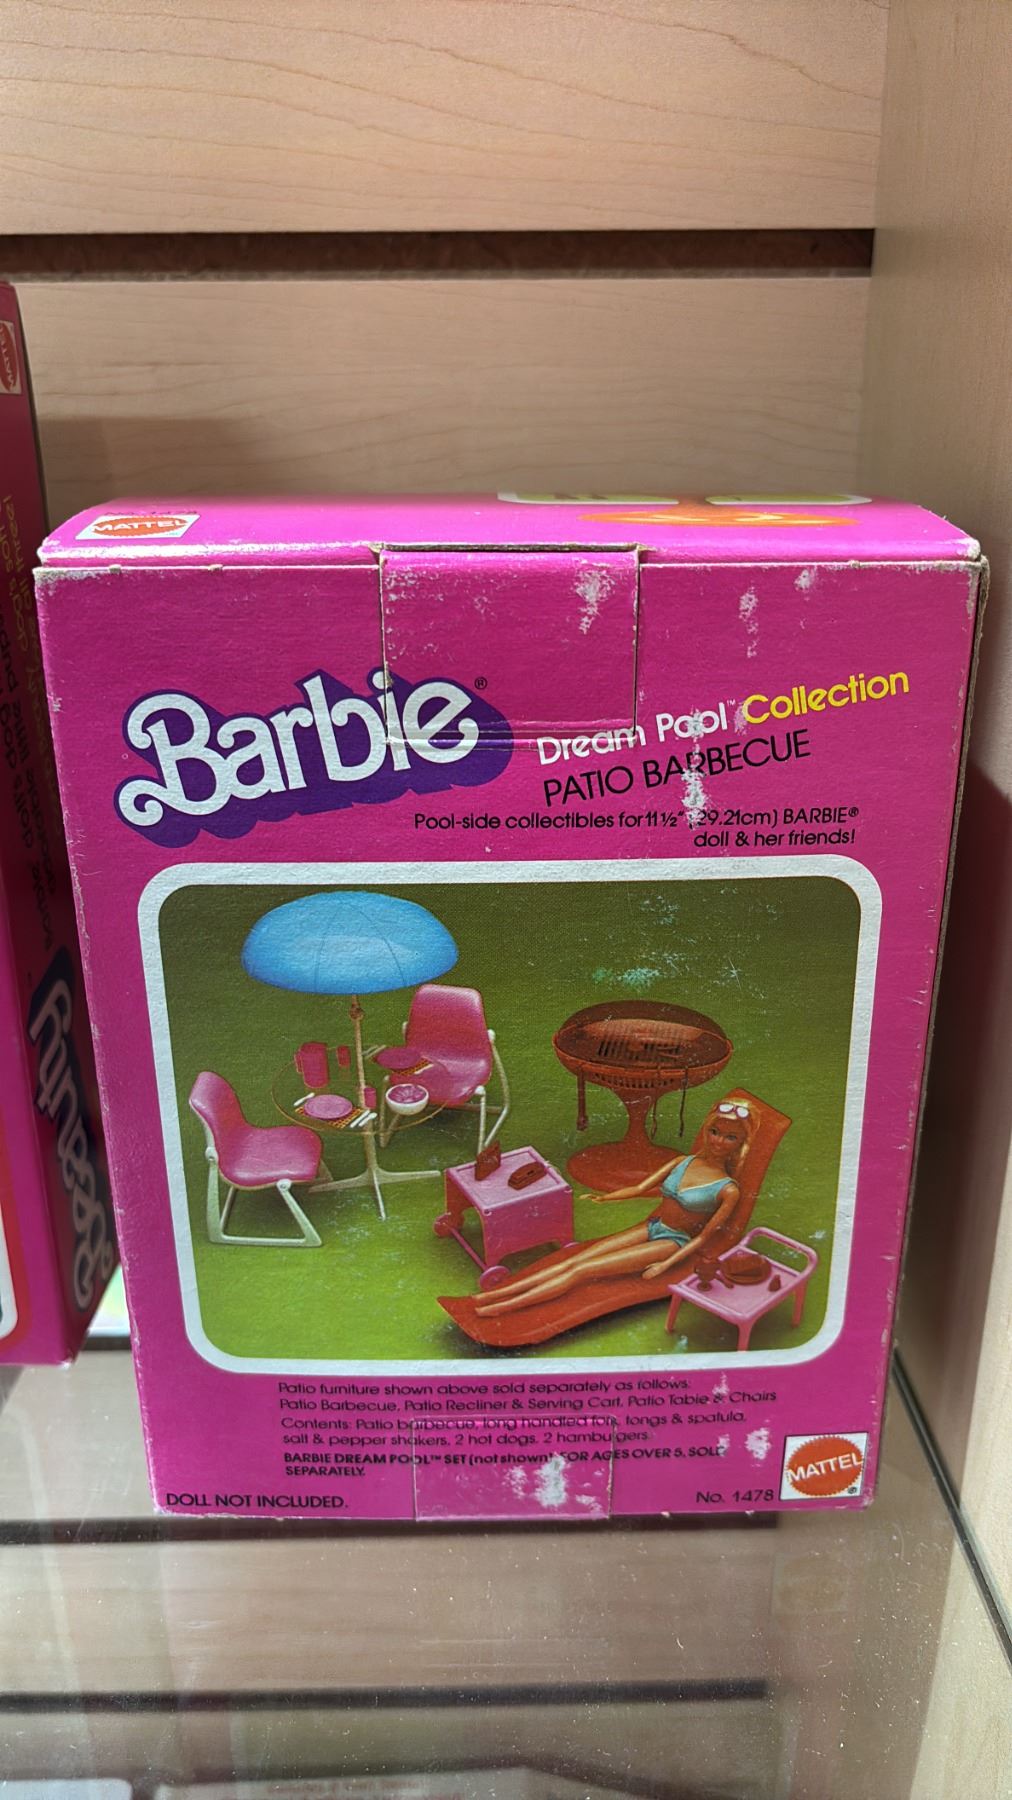 MATTEL
Barbie®
Dream Pool™ Collection
PATIO BARBECUE
Pool-side collectibles for 11½" (29.21cm) BARBIE®
doll & her friends!
Patio furniture shown above sold separately as follows:
Patio Barbecue, Patio Recliner & Serving Cart, Patio Table & Chairs
Contents: Patio barbecue, long handled fork, tongs & spatula,
salt & pepper shakers, 2 hot dogs, 2 hamburgers.
BARBIE DREAM POOL™ SET (not shown) FOR AGES OVER 5. SOLD
SEPARATELY.
DOLL NOT INCLUDED.
No. 1478
MATTEL
MATTEL